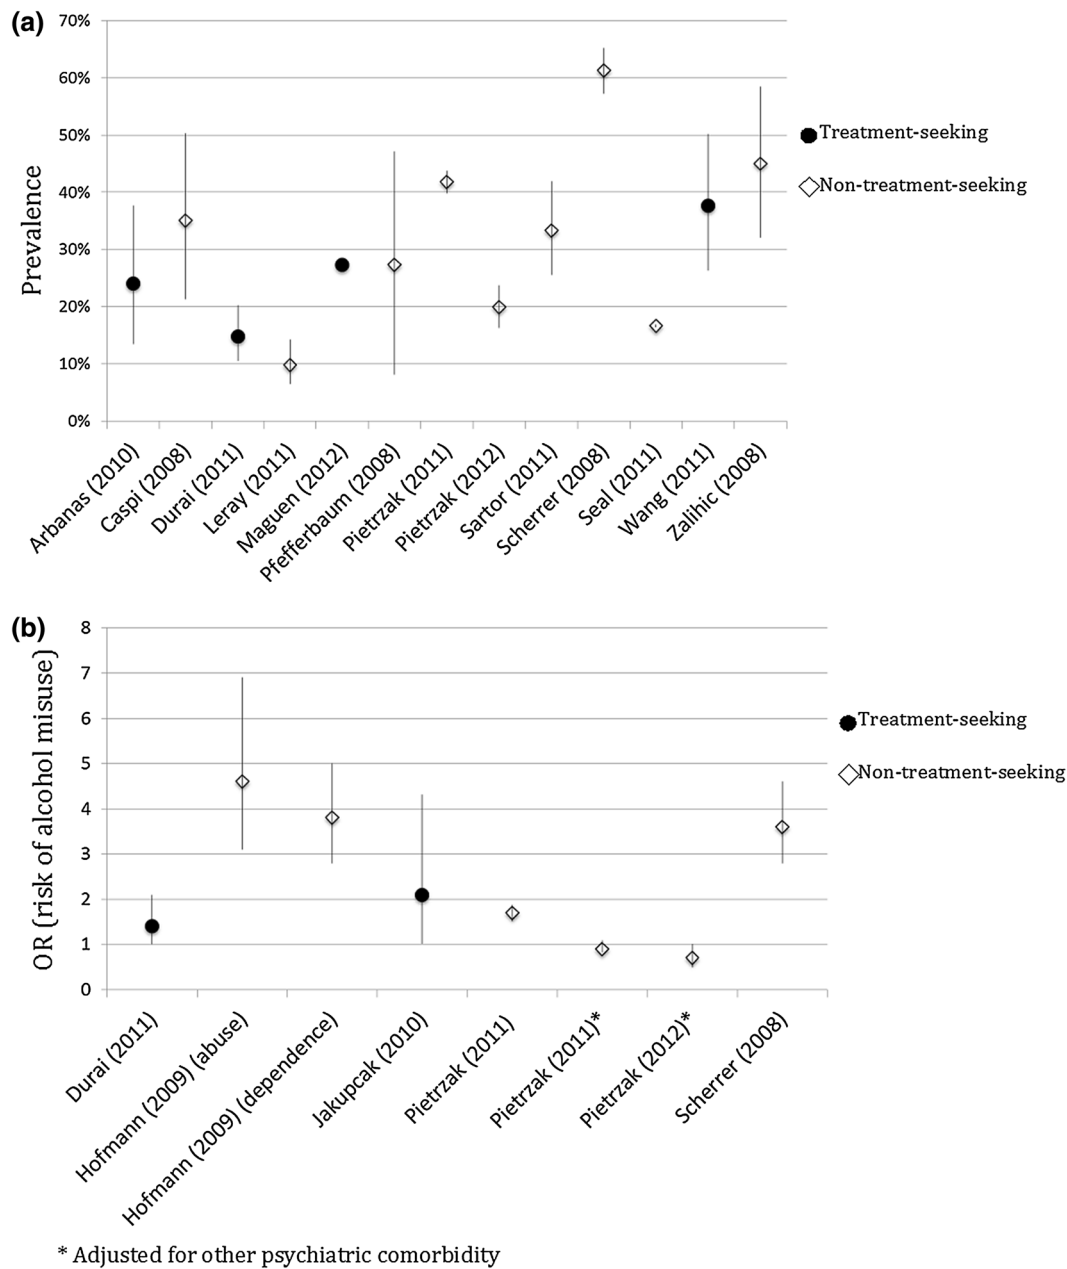 (a)
70%
60%
50%
40%
30%
20%
10%
0%
Prevalence
Treatment-seeking
Non-treatment-seeking
Arbanas (2010)
Caspi (2008)
Durai (2011)
Leray (2011)
Maguen (2012)
Pfefferbaum (2008)
Pietrzak (2011)
Pietrzak (2012)
Sartor (2011)
Scherrer (2008)
Seal (2011)
Wang (2011)
Zalihic (2008)
(b)
8
7
6
5
4
3
2
1
0
OR (risk of alcohol misuse)
Treatment-seeking
Non-treatment-seeking
Durai (2011)
Hofmann (2009) (abuse)
Hofmann (2009) (dependence)
Jakupcak (2010)
Pietrzak (2011)
Pietrzak (2011)*
Pietrzak (2012)*
Scherrer (2008)
* Adjusted for other psychiatric comorbidity